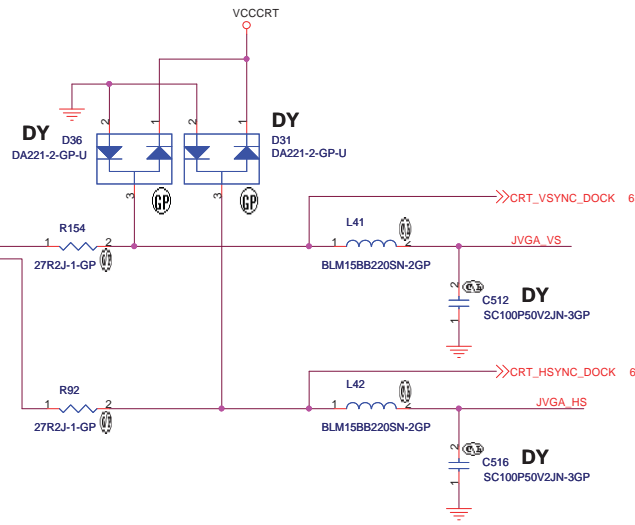 VCCCRT
2 1 2 1
DY D36
DA221-2-GP-U
DY
D31
DA221-2-GP-U
3 GP 3 GP
CRT_VSYNC_DOCK 6
R154
1 2
27R2J-1-GP
L41
1 2
BLM15BB220SN-2GP
JVGA_VS
2
C512 DY
SC100P50V2JN-3GP
1
CRT_HSYNC_DOCK 6
R92
1 2
27R2J-1-GP
L42
1 2
BLM15BB220SN-2GP
JVGA_HS
2
C516 DY
SC100P50V2JN-3GP
1